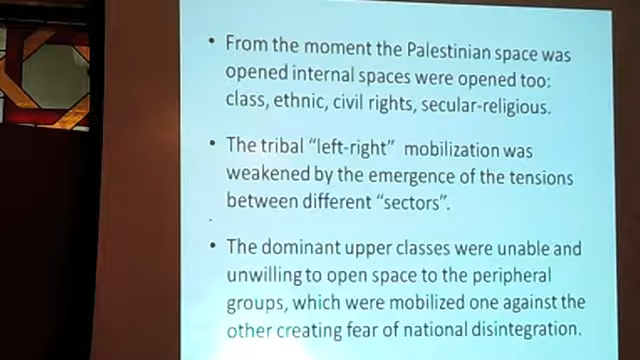 • From the moment the Palestinian space was
opened internal spaces were opened too:
class, ethnic, civil rights, secular-religious.
• The tribal “left-right” mobilization was
weakened by the emergence of the tensions
between different “sectors”.
• The dominant upper classes were unable and
unwilling to open space to the peripheral
groups, which were mobilized one against the
other creating fear of national disintegration.